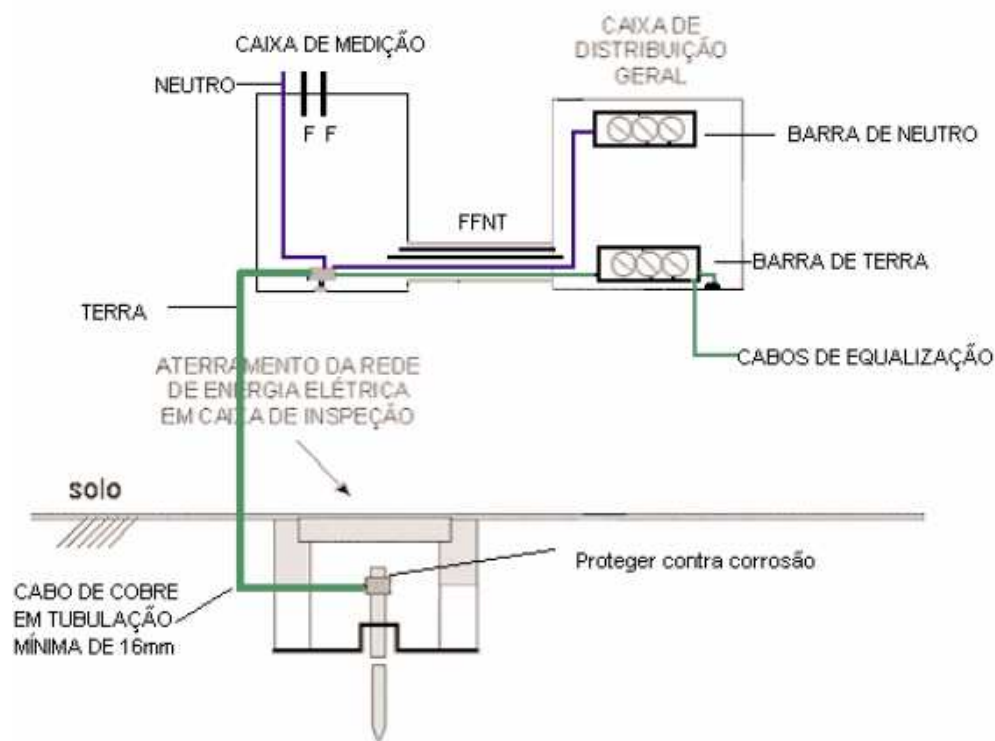 CAIXA DE MEDIÇÃO
CAIXA DE
DISTRIBUIÇÃO
GERAL
NEUTRO
F F
BARRA DE NEUTRO
FFNT
BARRA DE TERRA
TERRA
CABOS DE EQUALIZAÇÃO
ATERRAMENTO DA REDE
DE ENERGIA ELÉTRICA
EM CAIXA DE INSPEÇÃO
solo
Proteger contra corrosão
CABO DE COBRE
EM TUBULAÇÃO
MÍNIMA DE 16mm